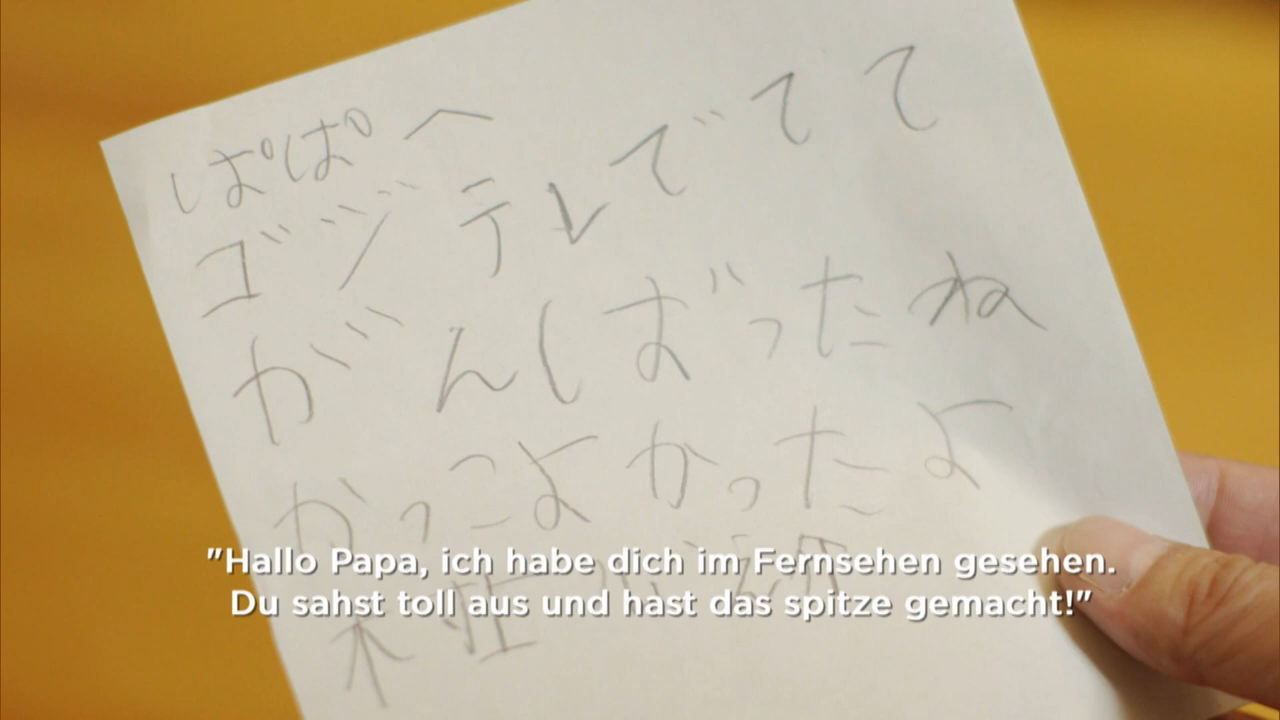 ぱぱへ
ゴジテレでてて
がんばったね
かっこよかったよ
"Hallo Papa, ich habe dich im Fernsehen gesehen.
Du sahst toll aus und hast das spitze gemacht!"